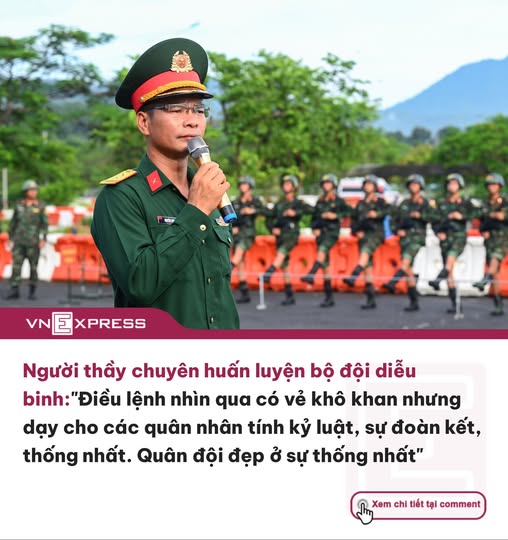 VNEXPRESS
Người thầy chuyên huấn luyện bộ đội diễu
binh:"Điều lệnh nhìn qua có vẻ khô khan nhưng
dạy cho các quân nhân tính kỷ luật, sự đoàn kết,
thống nhất. Quân đội đẹp ở sự thống nhất"
Xem chi tiết tại comment